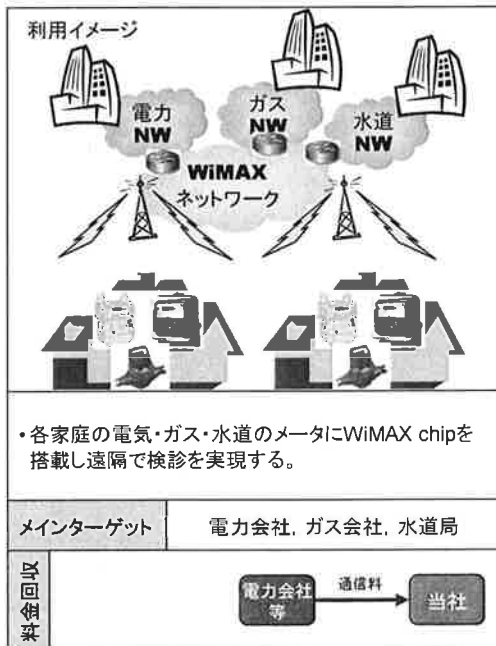 利用イメージ
電力
NW
ガス
NW
水道
NW
WiMAX
ネットワーク
・各家庭の電気・ガス・水道のメータにWiMAX chipを
搭載し遠隔で検診を実現する。
メインターゲット
電力会社, ガス会社, 水道局
料金回収
電力会社
等
通信料
当社